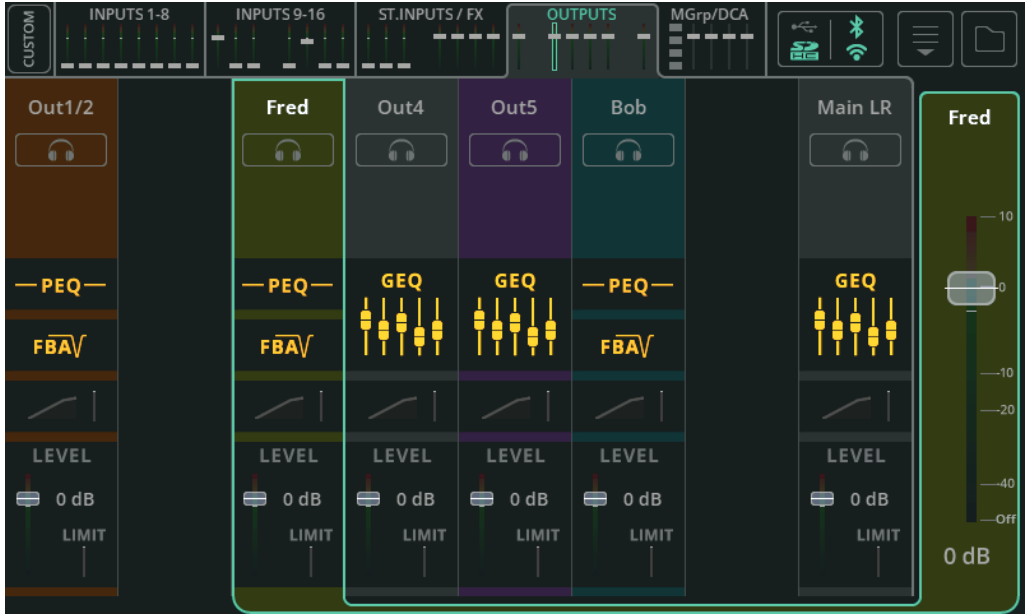 CUSTOM
INPUTS 1-8
INPUTS 9-16
ST.INPUTS / FX
OUTPUTS
MGrp/DCA
SD
HC
Out1/2
Fred
Out4
Out5
Bob
Main LR
Fred
PEQ
PEQ
GEQ
GEQ
PEQ
GEQ
FBA
FBA
FBA
LEVEL
LEVEL
LEVEL
LEVEL
LEVEL
LEVEL
0 dB
0 dB
0 dB
0 dB
0 dB
0 dB
LIMIT
LIMIT
LIMIT
LIMIT
LIMIT
LIMIT
10
0
-10
-20
-40
Off
0 dB